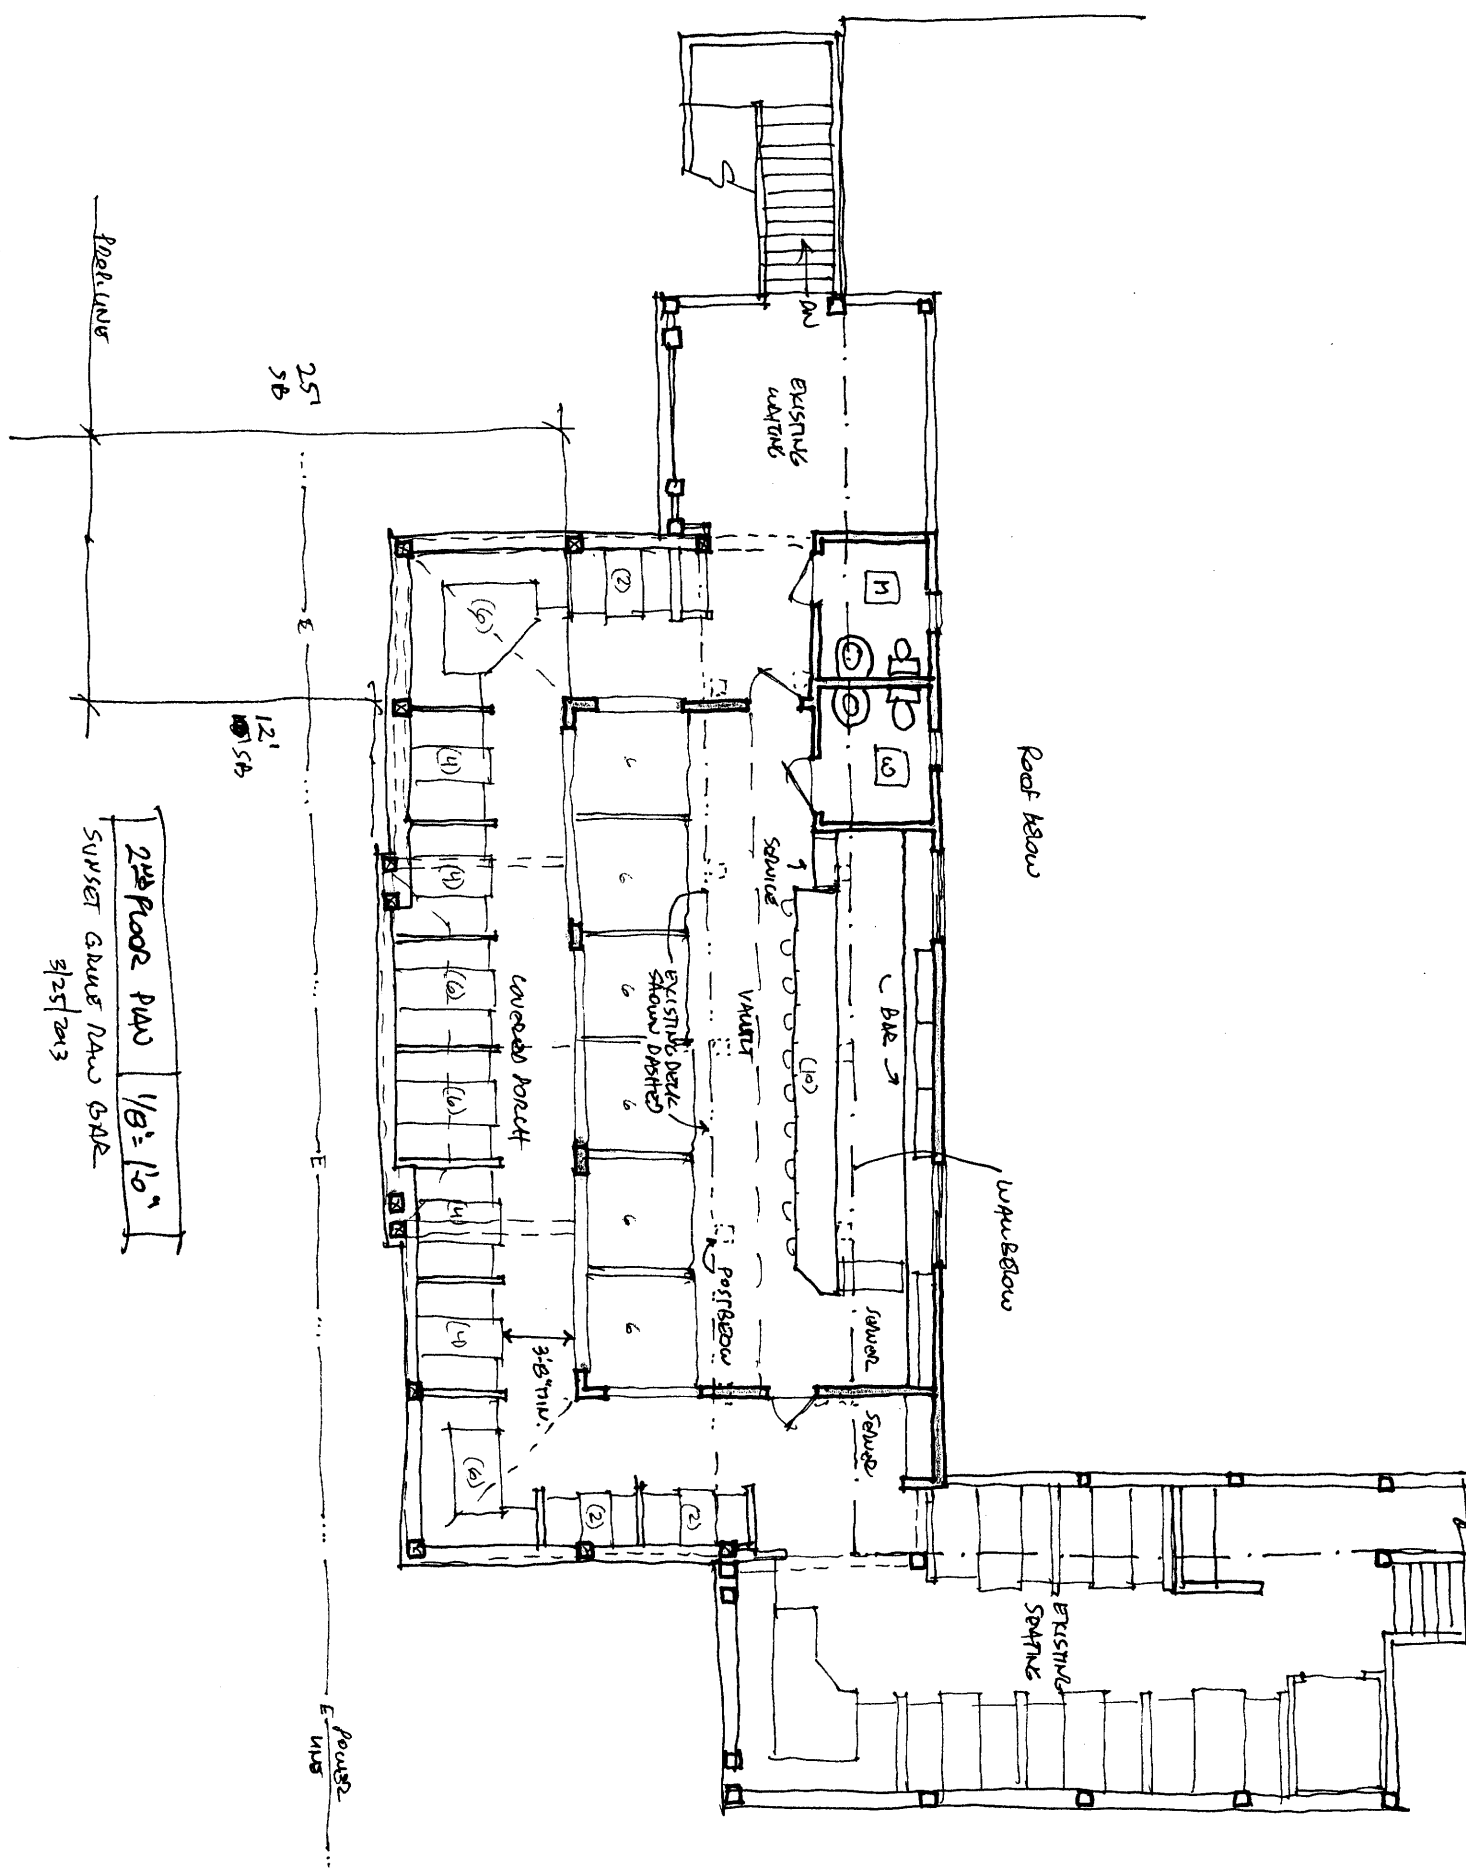 ROOF BELOW
WALL BELOW
EXISTING
SEATING
M
W
DN
EXISTING
WAITING
BAR
(10)
SERVICE
SERVER
SERVER
VAULT
EXISTING DECK
SHOWN DASHED
POST BELOW
6
6
6
6
6
6
(2)
(6)
(4)
(4)
(6)
(6)
(4)
(4)
(6)
(2)
(2)
COVERED PORCH
3'-8" MIN.
25'
SB
12'
SB
PROP. LINE
E
E
E
POWER
LINE
2ND FLOOR PLAN 1/8" = 1'-0"
SUNSET GRILLE RAW BAR
3/25/2013